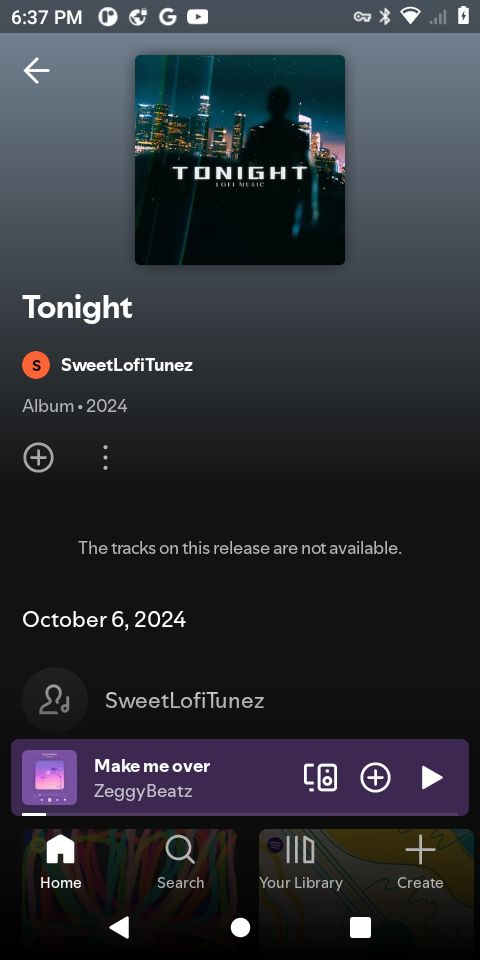 6:37 PM
TONIGHT
LOFI MUSIC
Tonight
S
SweetLofiTunez
Album • 2024
The tracks on this release are not available.
October 6, 2024
SweetLofiTunez
Make me over
ZeggyBeatz
Home
Search
Your Library
Create